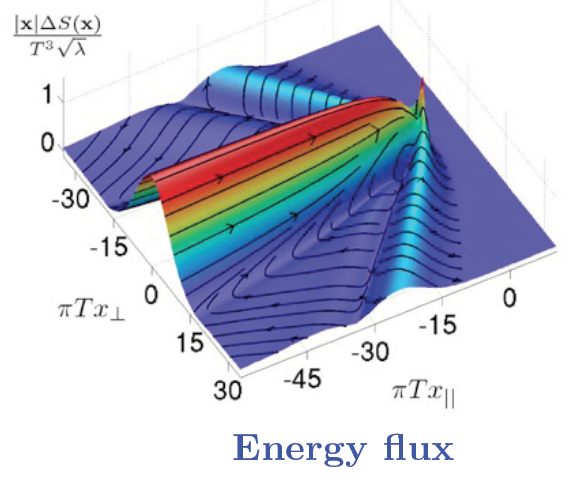 |x|ΔS(x)
T³√λ
1
0
-30
-15
0
15
30
πTx⊥
-45
-30
-15
0
πTx||
Energy flux